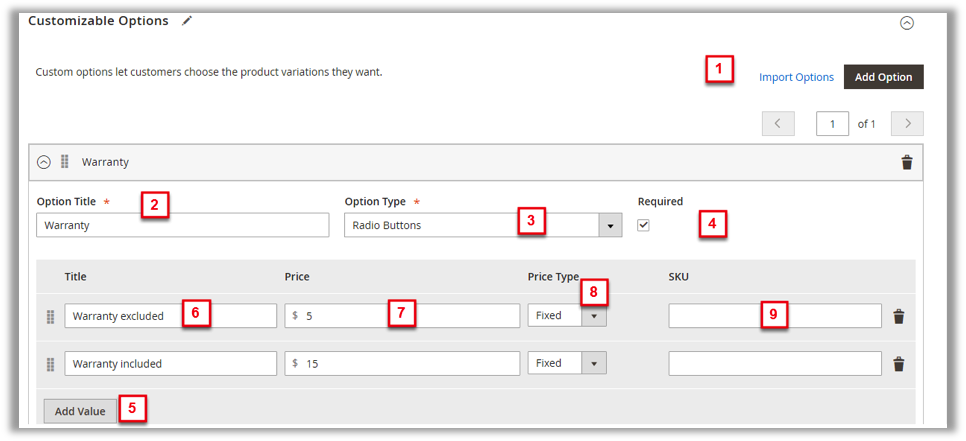 Customizable Options
Custom options let customers choose the product variations they want.
1
Import Options
Add Option
1 of 1
Warranty
Option Title * 2
Option Type *
Required
Warranty
Radio Buttons
3
4
Title
Price
Price Type
SKU
8
Warranty excluded
6
$ 5
7
Fixed
9
Warranty included
$ 15
Fixed
Add Value
5